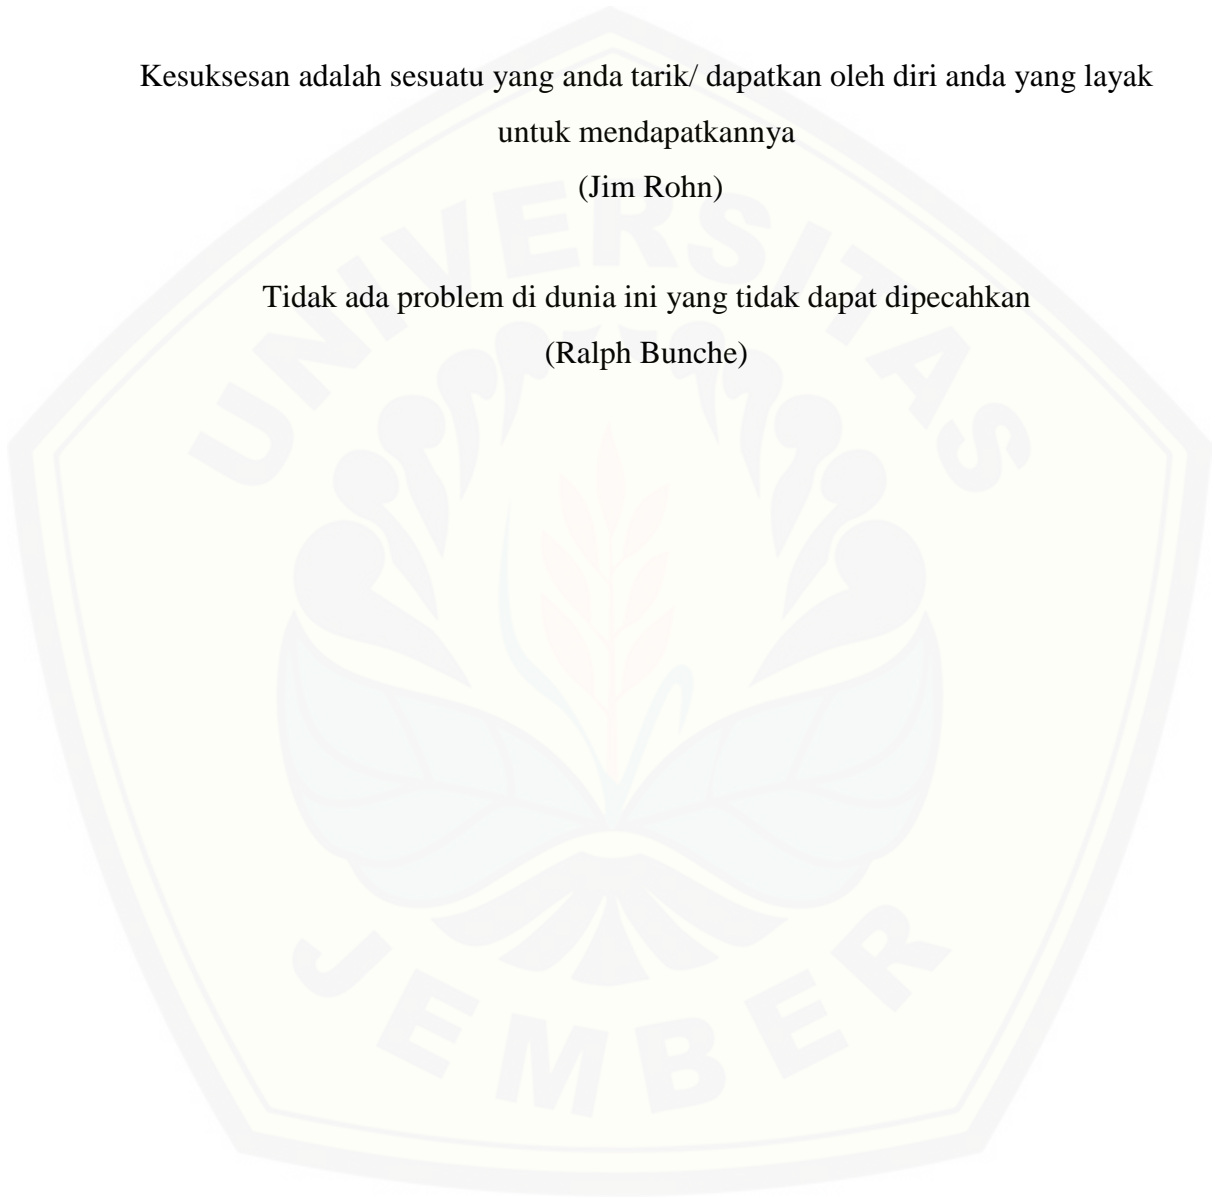 Kesuksesan adalah sesuatu yang anda tarik/ dapatkan oleh diri anda yang layak
untuk mendapatkannya
(Jim Rohn)
Tidak ada problem di dunia ini yang tidak dapat dipecahkan
(Ralph Bunche)
UNIVERSITAS
JEMBER